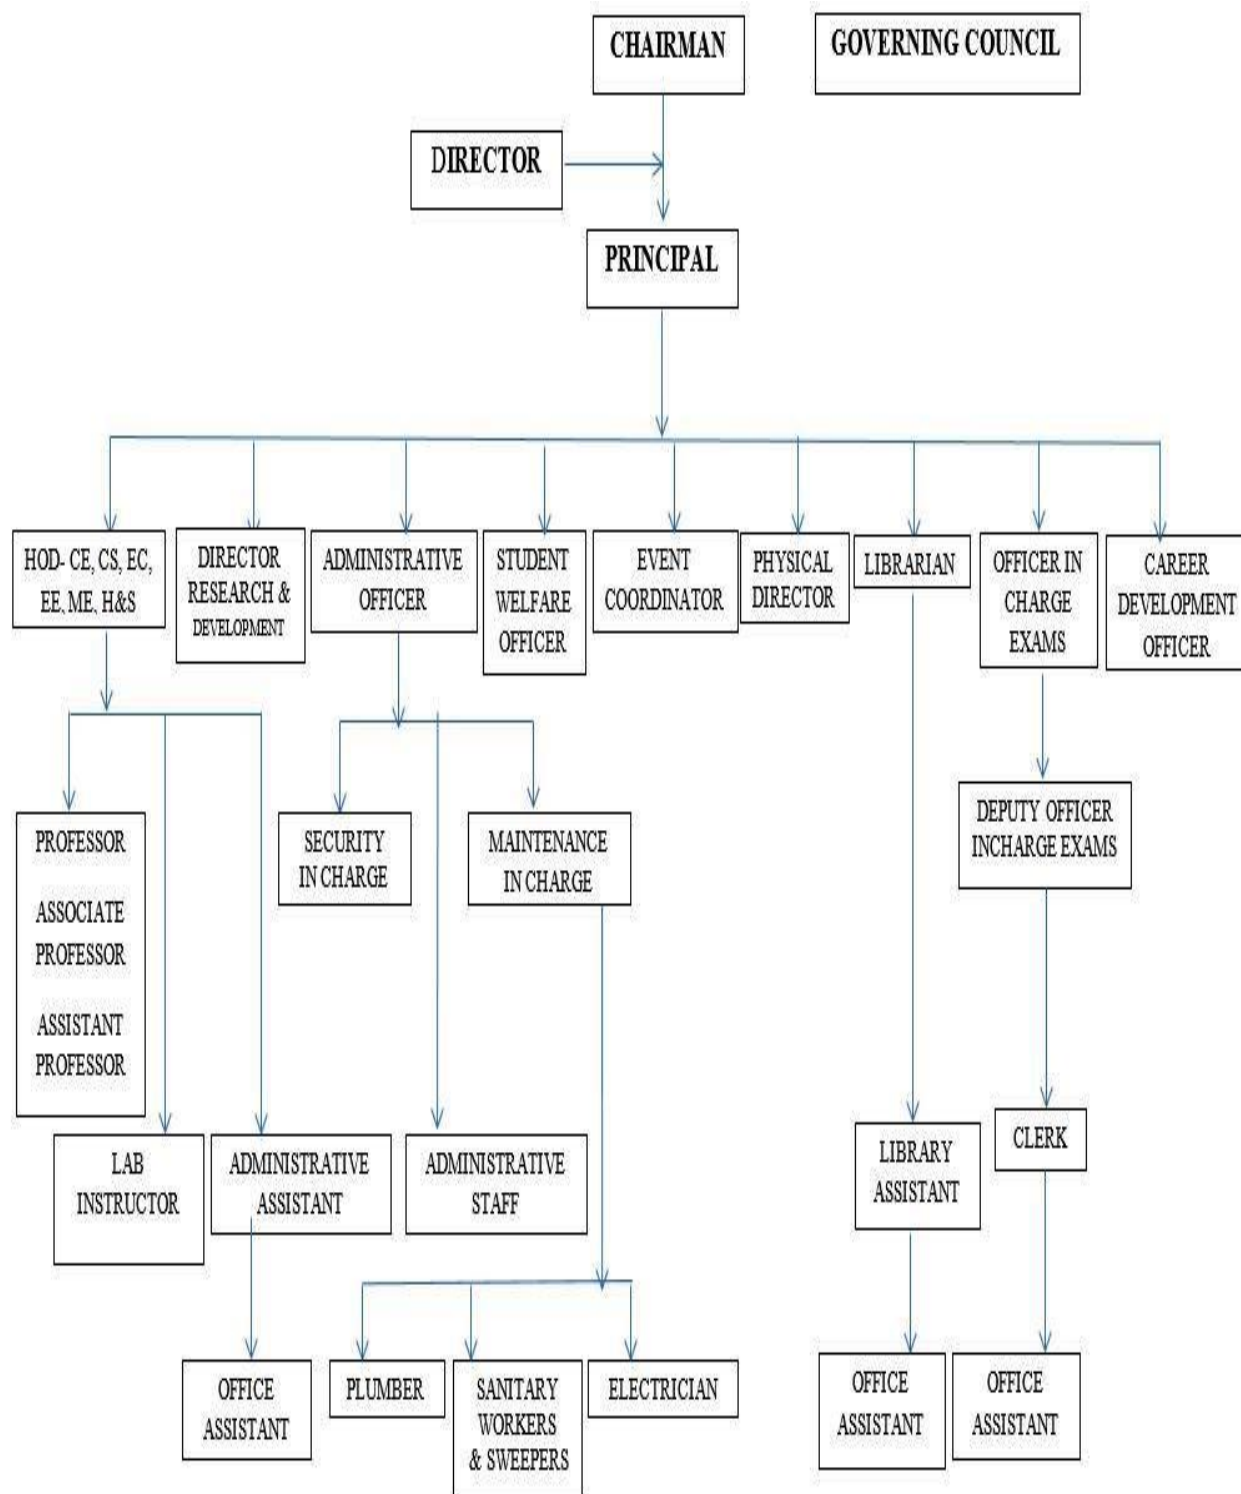 CHAIRMAN
GOVERNING COUNCIL
DIRECTOR
PRINCIPAL
HOD- CE, CS, EC,
EE, ME, H&S
DIRECTOR
RESEARCH &
DEVELOPMENT
ADMINISTRATIVE
OFFICER
STUDENT
WELFARE
OFFICER
EVENT
COORDINATOR
PHYSICAL
DIRECTOR
LIBRARIAN
OFFICER IN
CHARGE
EXAMS
CAREER
DEVELOPMENT
OFFICER
PROFESSOR
ASSOCIATE
PROFESSOR
ASSISTANT
PROFESSOR
SECURITY
IN CHARGE
MAINTENANCE
IN CHARGE
DEPUTY OFFICER
INCHARGE EXAMS
LAB
INSTRUCTOR
ADMINISTRATIVE
ASSISTANT
ADMINISTRATIVE
STAFF
LIBRARY
ASSISTANT
CLERK
OFFICE
ASSISTANT
PLUMBER
SANITARY
WORKERS
& SWEEPERS
ELECTRICIAN
OFFICE
ASSISTANT
OFFICE
ASSISTANT